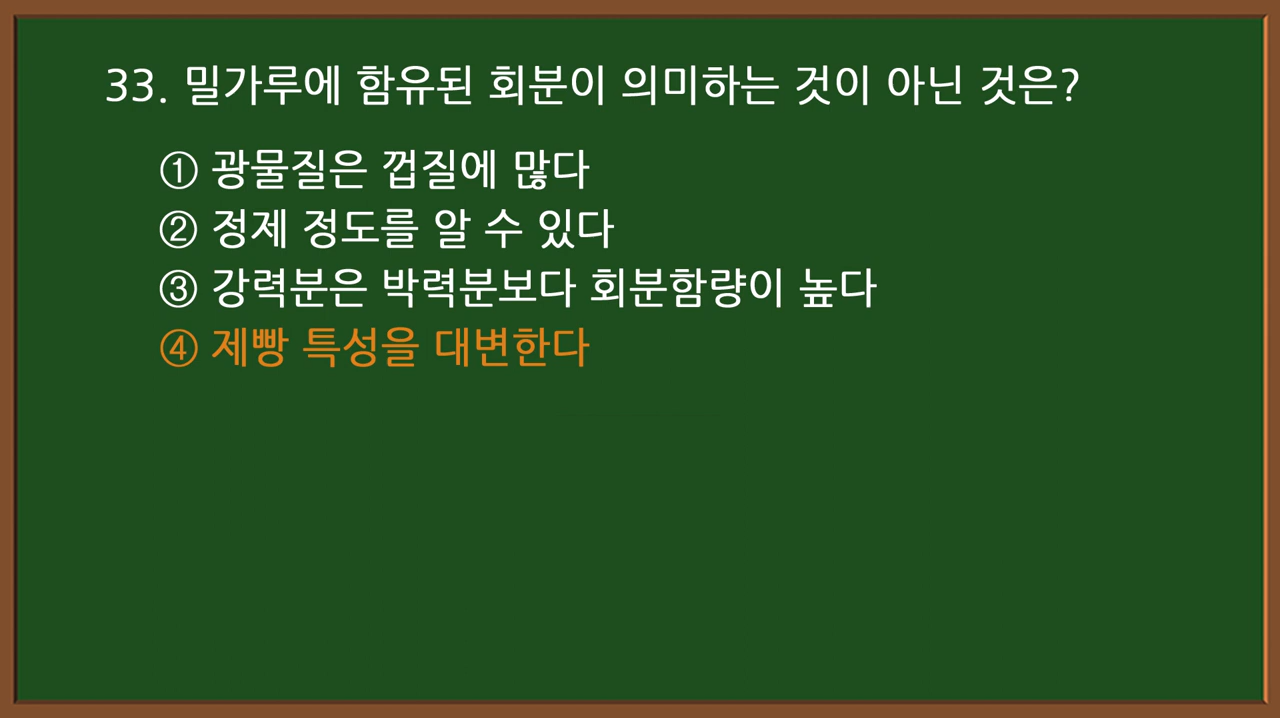 33. 밀가루에 함유된 회분이 의미하는 것이 아닌 것은?
① 광물질은 껍질에 많다
② 정제 정도를 알 수 있다
③ 강력분은 박력분보다 회분함량이 높다
④ 제빵 특성을 대변한다